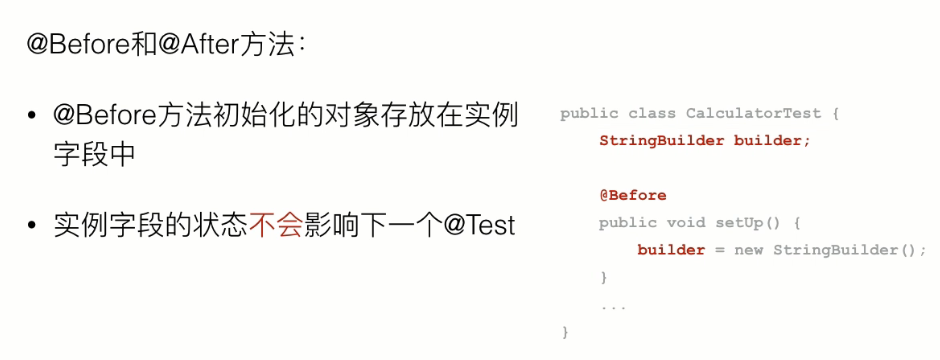 @Before和@After方法：
• @Before方法初始化的对象存放在实例
字段中
• 实例字段的状态不会影响下一个@Test
public class CalculatorTest {
StringBuilder builder;
@Before
public void setUp() {
builder = new StringBuilder();
}
...
}